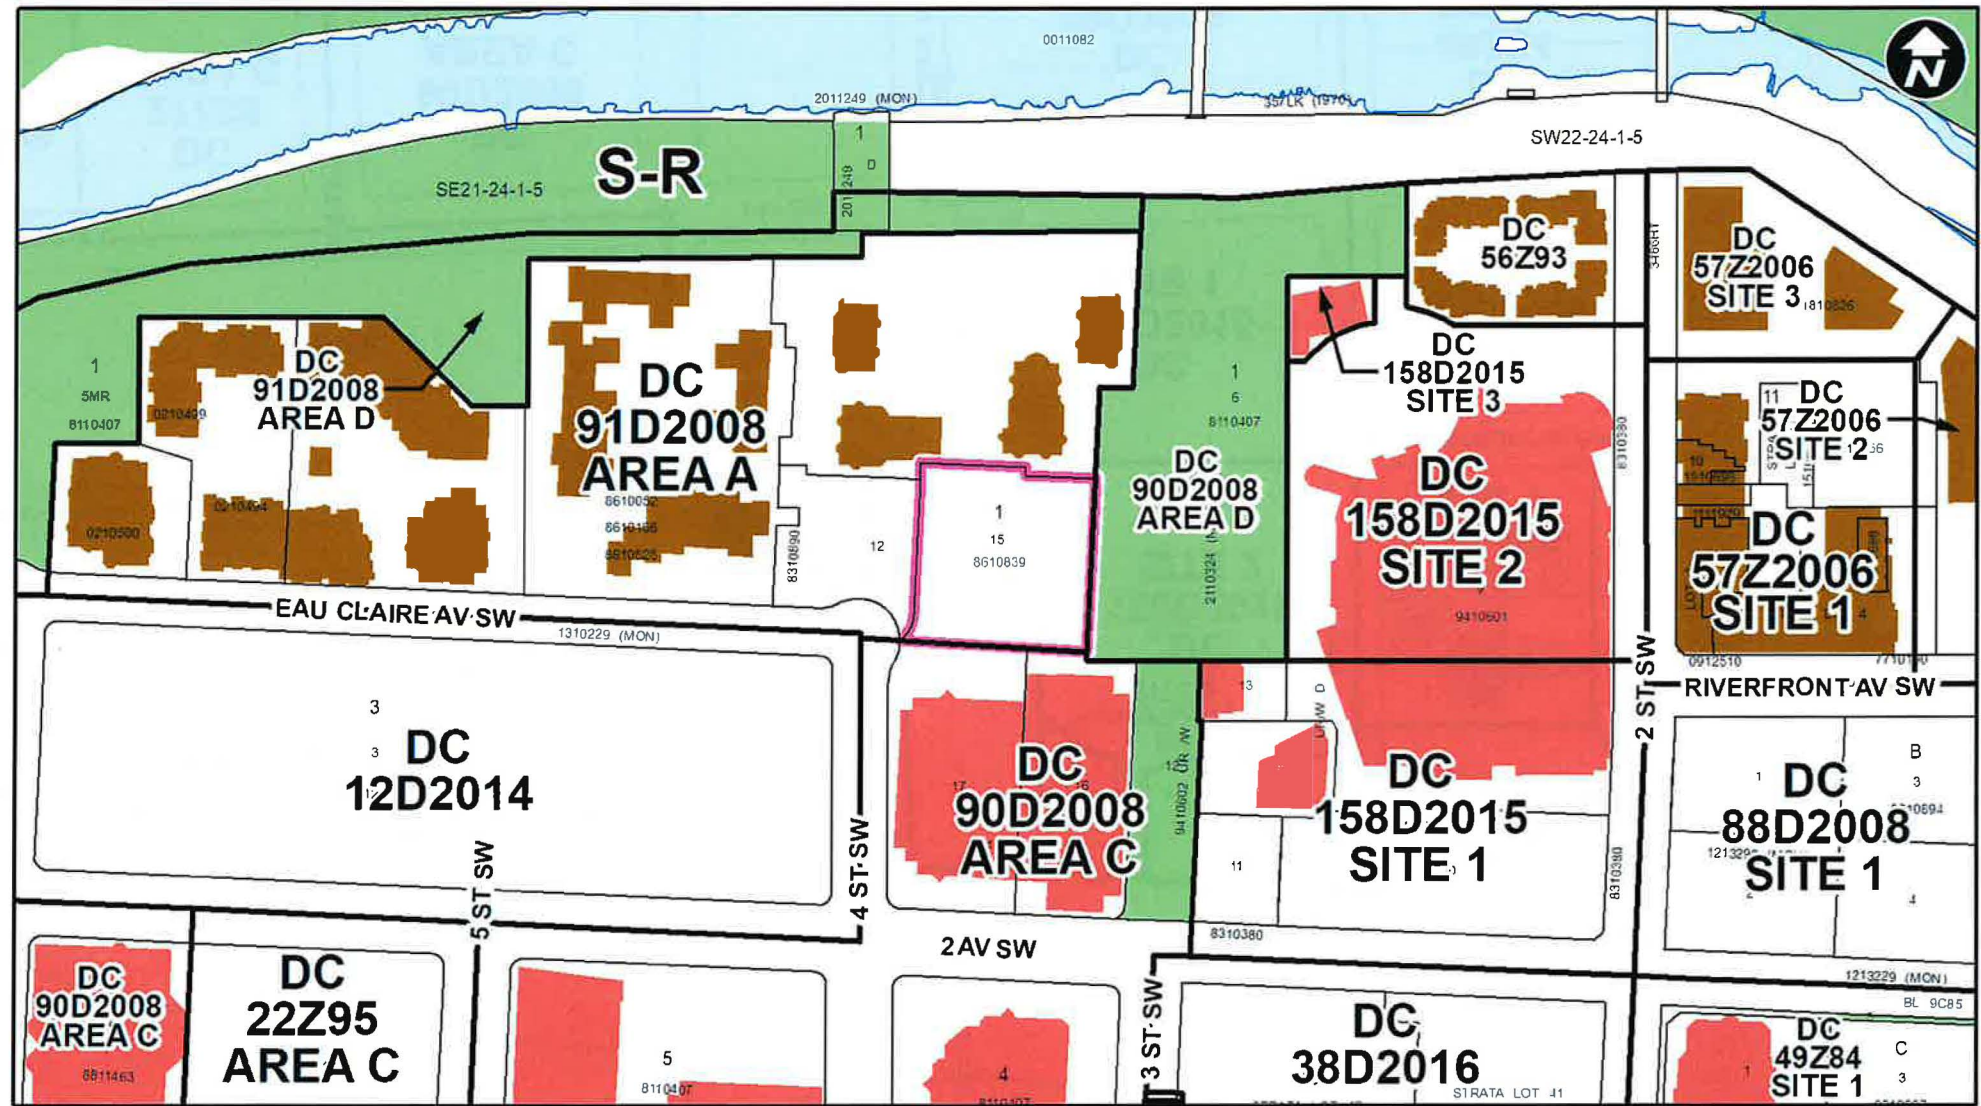 0011082
N
2011249 (MON)
357LK (1970)
SW22-24-1-5
1
D
S-R
SE21-24-1-5
2011249
DC
56Z93
DC
57Z2006
SITE 3
1810826
1
5MR
8110407
DC
91D2008
AREA D
0210499
DC
91D2008
AREA A
8610052
8610166
8610525
0210500
0210494
8310890
12
1
15
8610839
1
6
8110407
DC
90D2008
AREA D
DC
158D2015
SITE 3
8310380
DC
158D2015
SITE 2
9410601
11
DC
57Z2006
SITE 2
10
DC
57Z2006
SITE 1
4
0912510
EAU CLAIRE AV SW
1310229 (MON)
2 ST SW
RIVERFRONT AV SW
13
3
3
DC
12D2014
17
16
DC
90D2008
AREA C
9410602
DC
158D2015
SITE 1
11
8310380
1
B
3
DC
88D2008
SITE 1
4
4 ST SW
5 ST SW
2 AV SW
8310380
1213229 (MON)
BL 9C85
DC
90D2008
AREA C
8811463
DC
22Z95
AREA C
5
8110407
4
8110407
3 ST SW
DC
38D2016
STRATA LOT 41
1
DC
49Z84
SITE 1
C
3